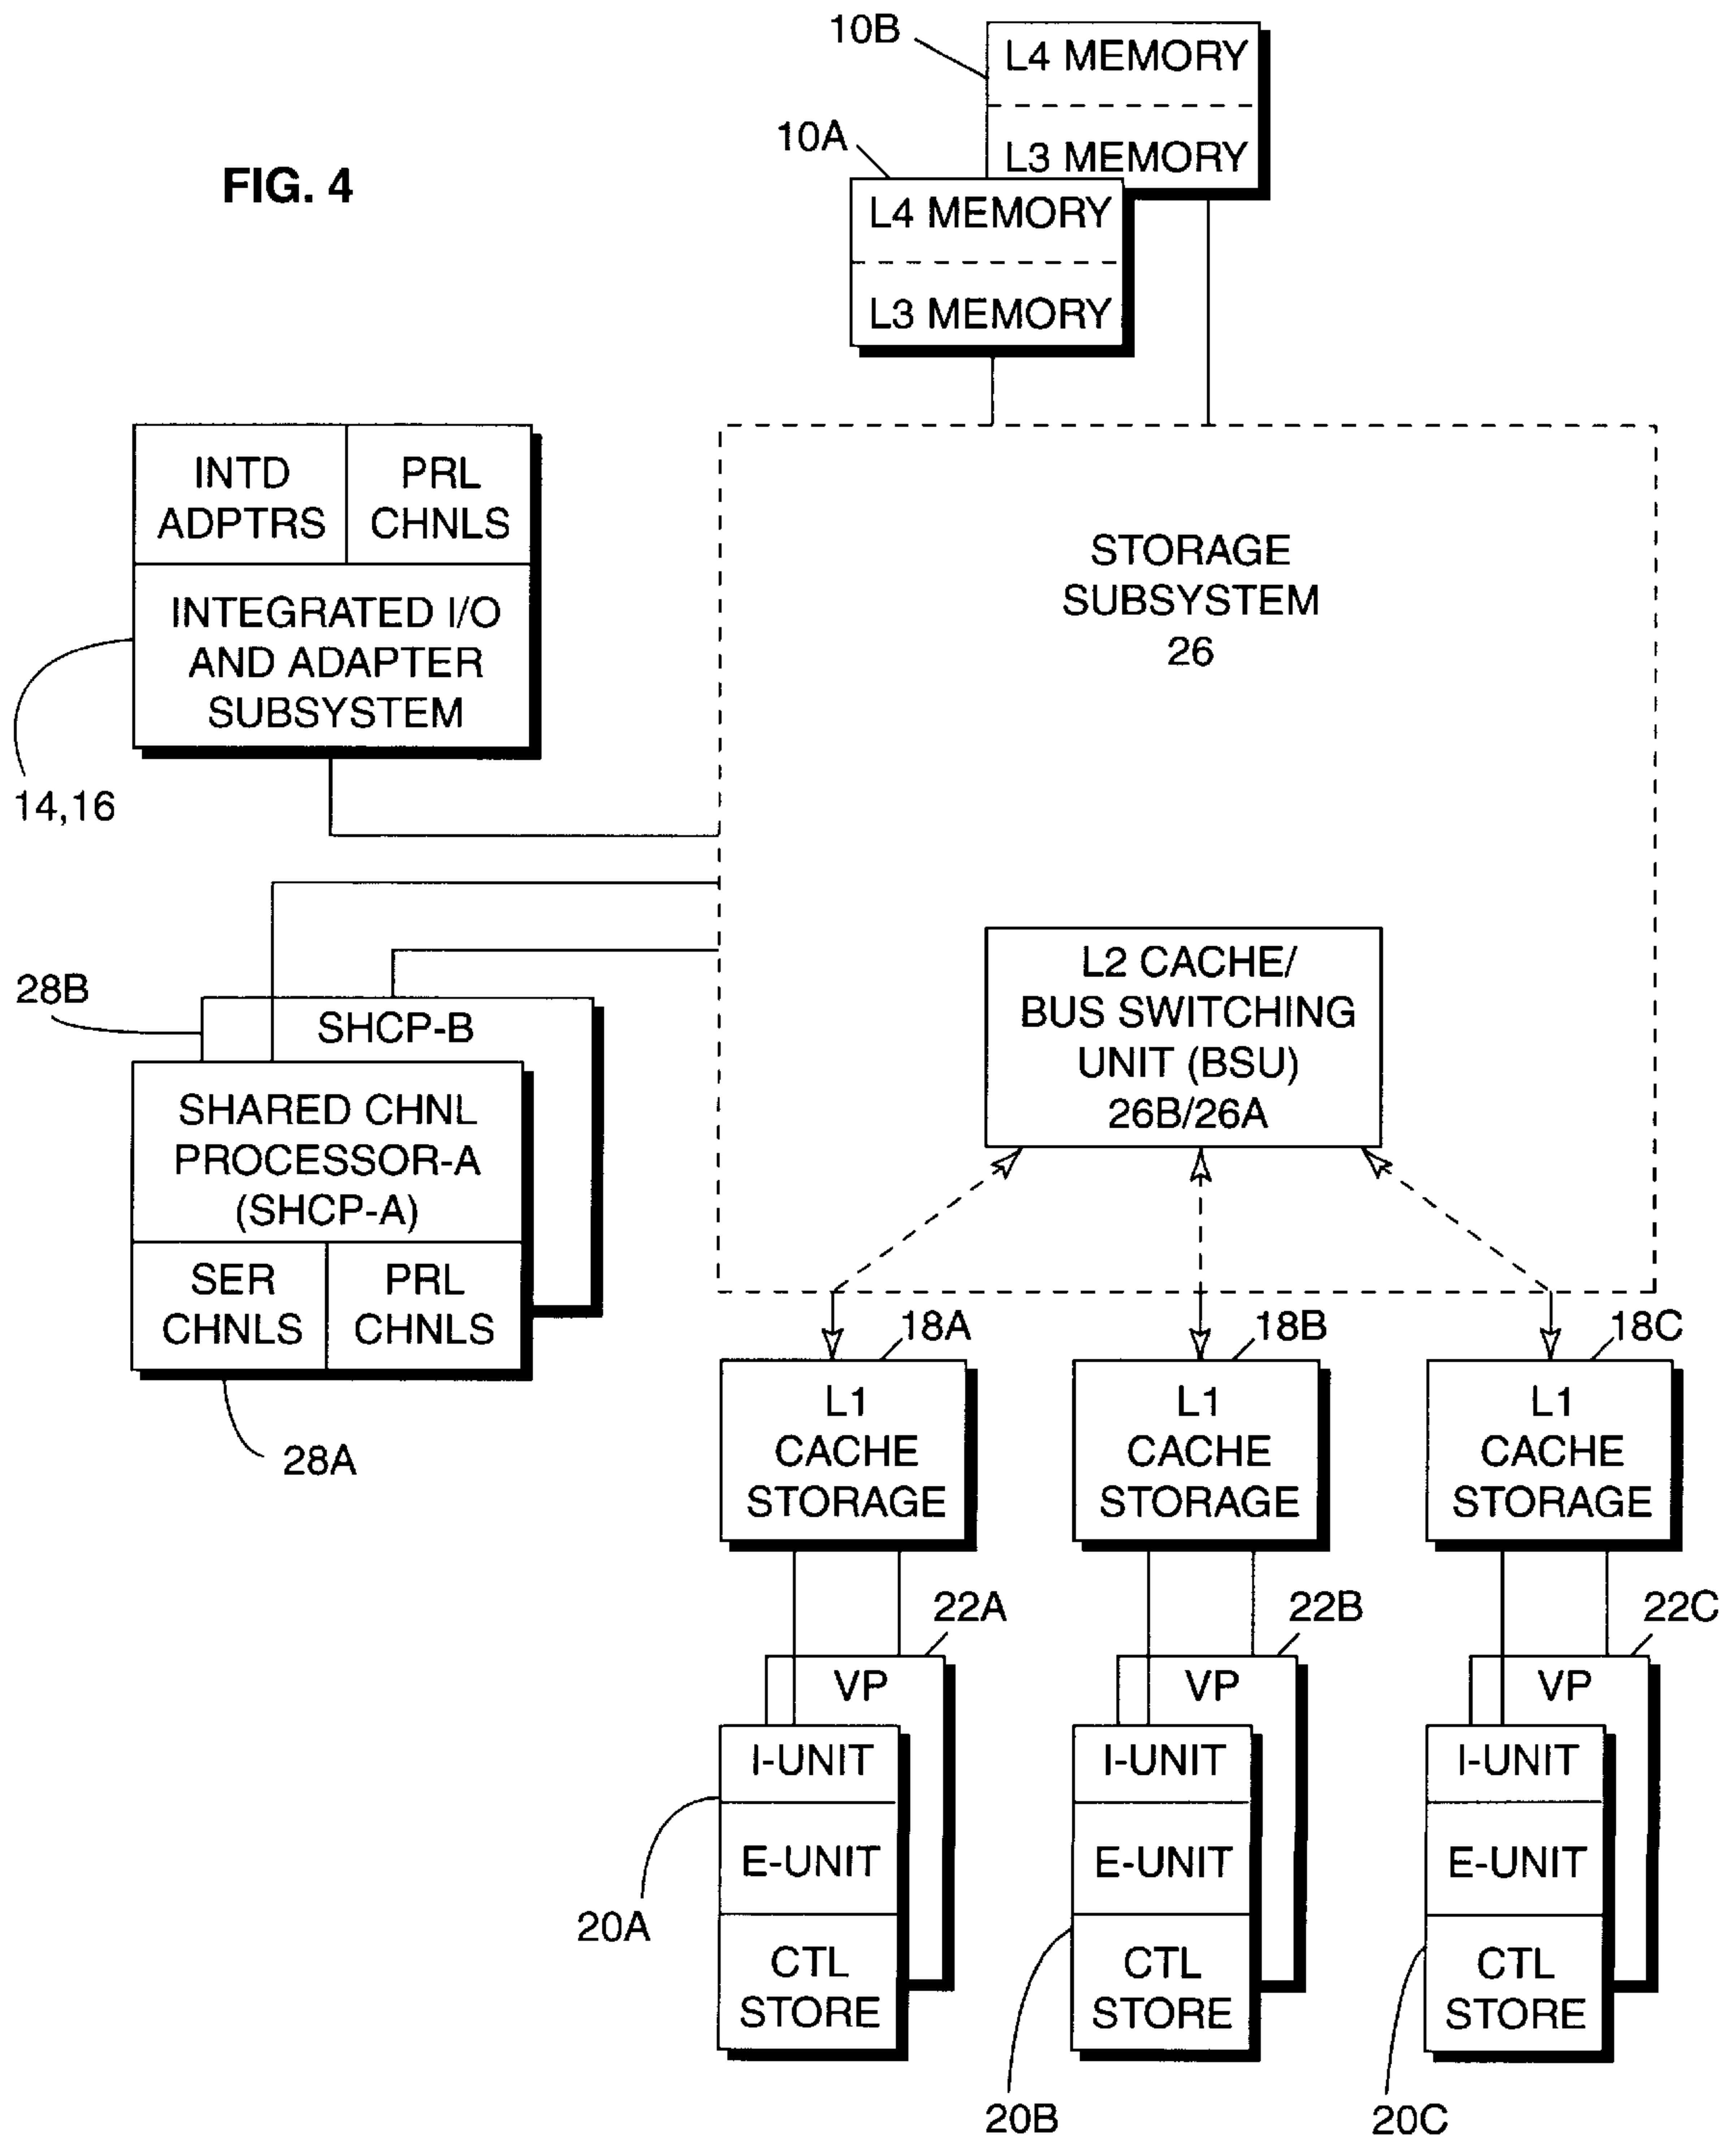 FIG. 4
10B
L4 MEMORY
L3 MEMORY
10A
L4 MEMORY
L3 MEMORY
INTD
ADPTRS
PRL
CHNLS
INTEGRATED I/O
AND ADAPTER
SUBSYSTEM
14,16
STORAGE
SUBSYSTEM
26
L2 CACHE/
BUS SWITCHING
UNIT (BSU)
26B/26A
28B
SHCP-B
SHARED CHNL
PROCESSOR-A
(SHCP-A)
SER
CHNLS
PRL
CHNLS
28A
18A
L1
CACHE
STORAGE
18B
L1
CACHE
STORAGE
18C
L1
CACHE
STORAGE
22A
VP
I-UNIT
E-UNIT
CTL
STORE
20A
22B
VP
I-UNIT
E-UNIT
CTL
STORE
20B
22C
VP
I-UNIT
E-UNIT
CTL
STORE
20C